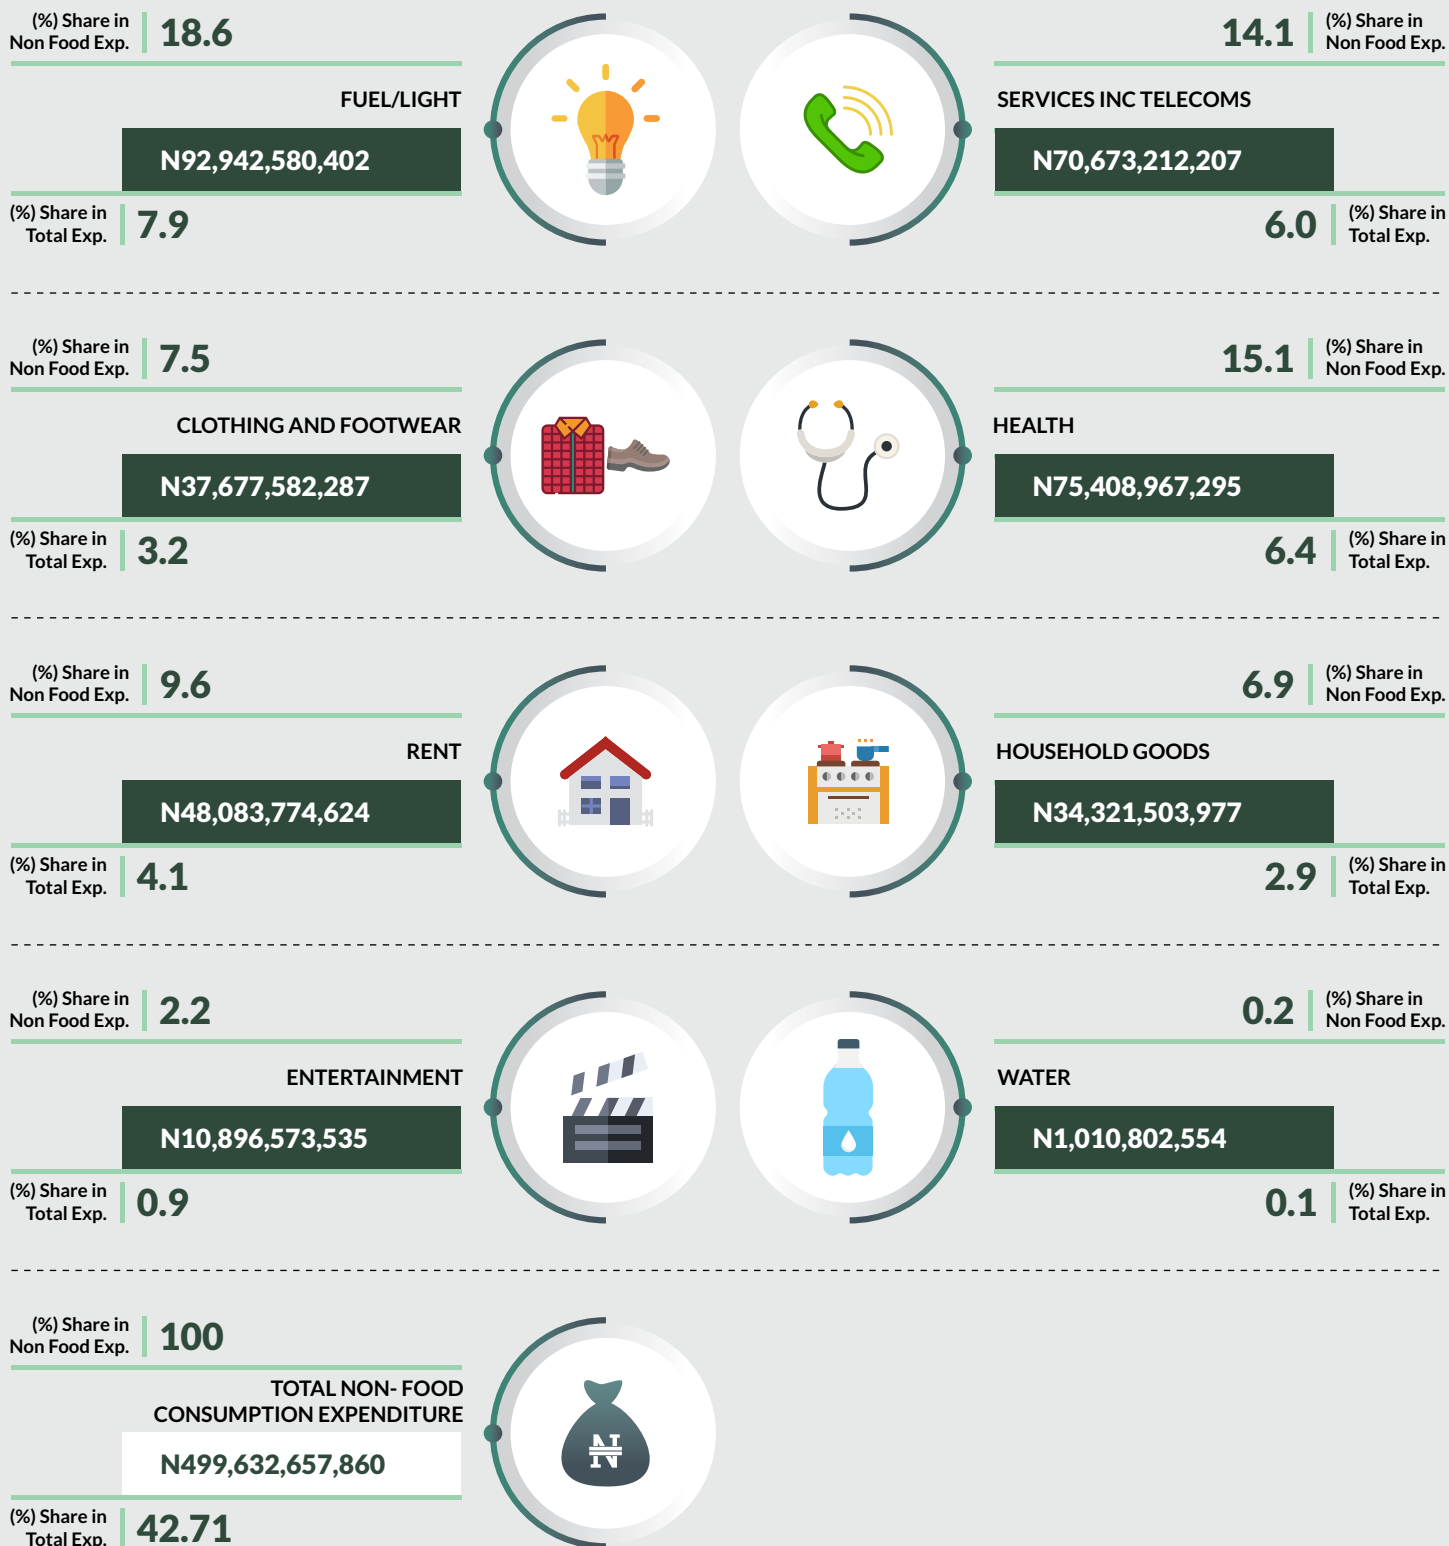 (%) Share in
Non Food Exp.
18.6
FUEL/LIGHT
N92,942,580,402
(%) Share in
Total Exp.
7.9
14.1
(%) Share in
Non Food Exp.
SERVICES INC TELECOMS
N70,673,212,207
6.0
(%) Share in
Total Exp.
(%) Share in
Non Food Exp.
7.5
CLOTHING AND FOOTWEAR
N37,677,582,287
(%) Share in
Total Exp.
3.2
15.1
(%) Share in
Non Food Exp.
HEALTH
N75,408,967,295
6.4
(%) Share in
Total Exp.
(%) Share in
Non Food Exp.
9.6
RENT
N48,083,774,624
(%) Share in
Total Exp.
4.1
6.9
(%) Share in
Non Food Exp.
HOUSEHOLD GOODS
N34,321,503,977
2.9
(%) Share in
Total Exp.
(%) Share in
Non Food Exp.
2.2
ENTERTAINMENT
N10,896,573,535
(%) Share in
Total Exp.
0.9
0.2
(%) Share in
Non Food Exp.
WATER
N1,010,802,554
0.1
(%) Share in
Total Exp.
(%) Share in
Non Food Exp.
100
TOTAL NON- FOOD
CONSUMPTION EXPENDITURE
N499,632,657,860
₦
(%) Share in
Total Exp.
42.71